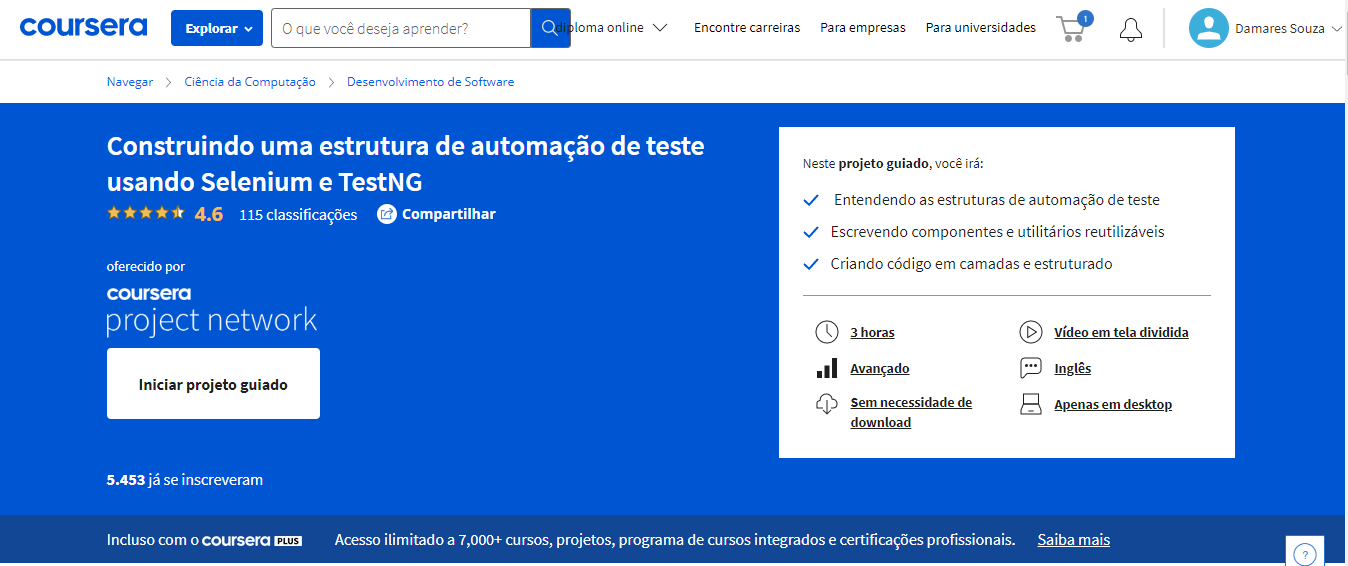 coursera
Explorar
O que você deseja aprender?
diploma online
Encontre carreiras
Para empresas
Para universidades
1
Damares Souza
Navegar
Ciência da Computação
Desenvolvimento de Software
Construindo uma estrutura de automação de teste
usando Selenium e TestNG
4.6
115 classificações
Compartilhar
oferecido por
coursera
project network
Iniciar projeto guiado
5.453 já se inscreveram
Neste projeto guiado, você irá:
Entendendo as estruturas de automação de teste
Escrevendo componentes e utilitários reutilizáveis
Criando código em camadas e estruturado
3 horas
Vídeo em tela dividida
Avançado
Inglês
Sem necessidade de
download
Apenas em desktop
Incluso com o coursera PLUS
Acesso ilimitado a 7,000+ cursos, projetos, programa de cursos integrados e certificações profissionais.
Saiba mais
?